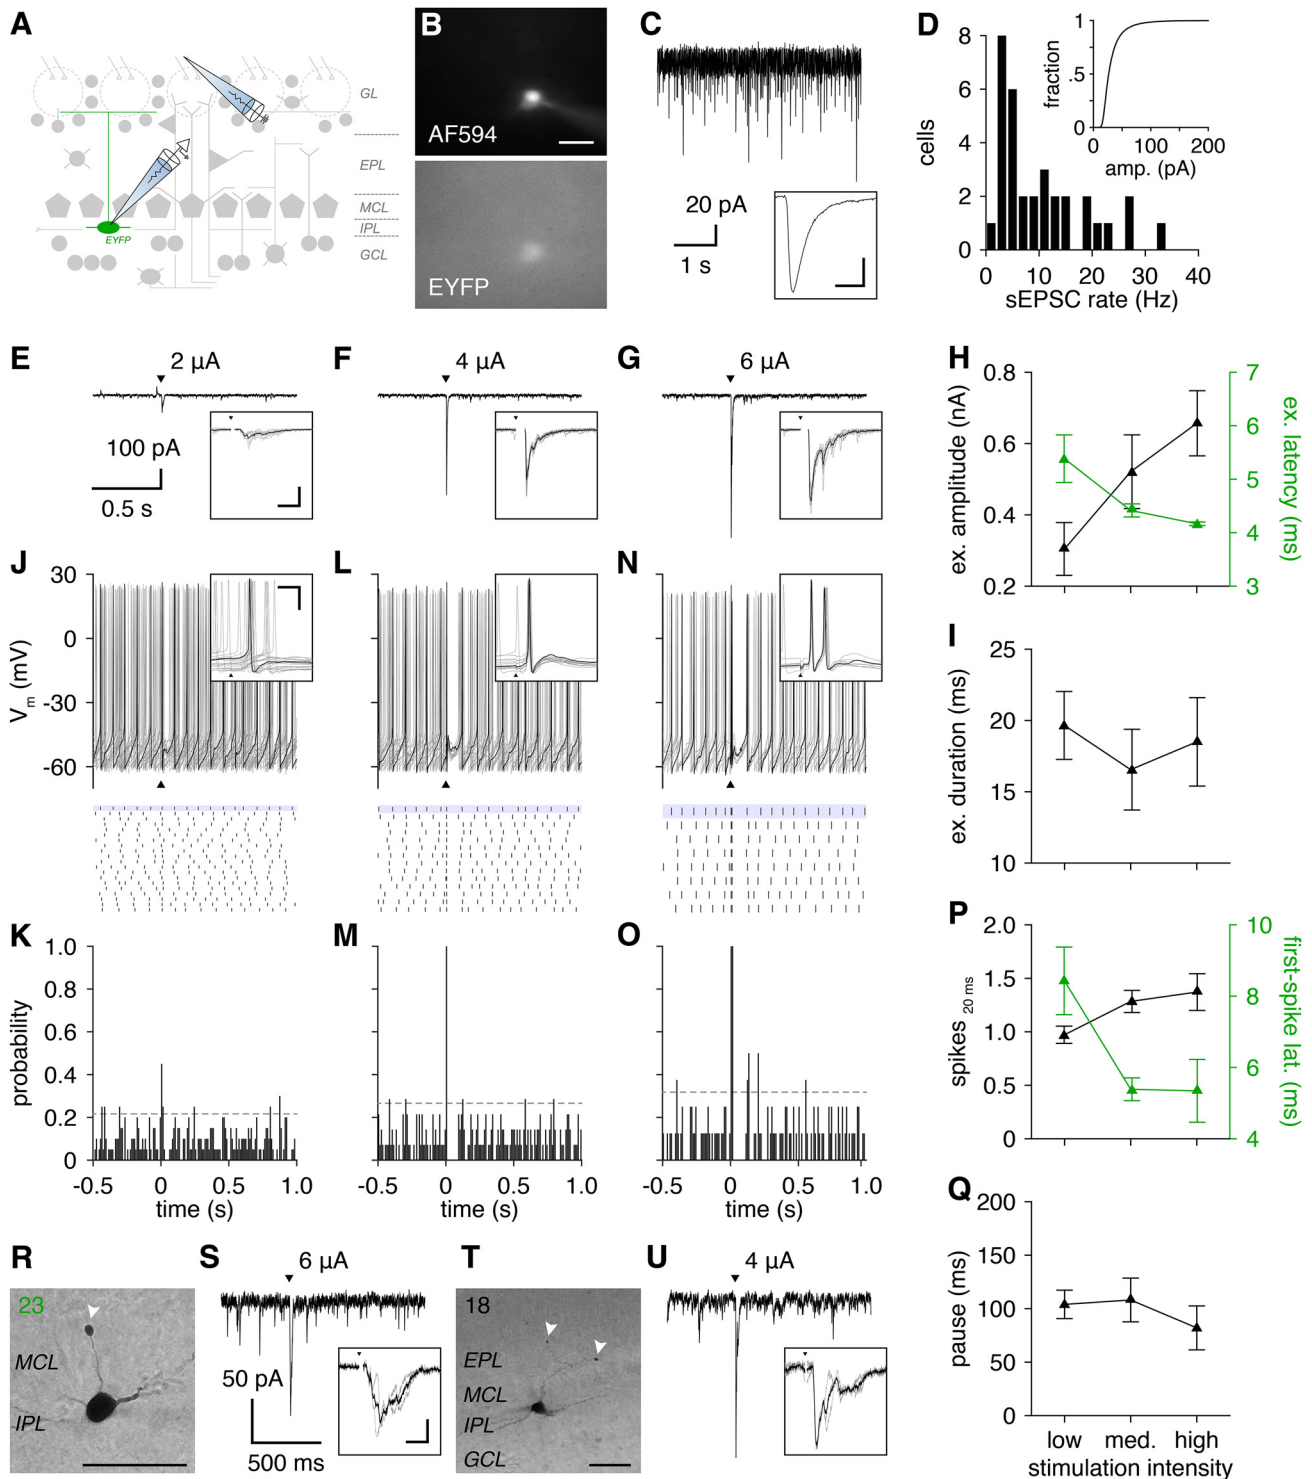 A
GL
EPL
MCL
IPL
GCL
EYFP
B
AF594
EYFP
C
20 pA
1 s
D
8
6
4
2
0
cells
0 10 20 30 40
sEPSC rate (Hz)
1
.5
0
fraction
0 100 200
amp. (pA)
E
2 µA
100 pA
0.5 s
F
4 µA
G
6 µA
H
0.8
0.6
0.4
0.2
ex. amplitude (nA)
7
6
5
4
3
ex. latency (ms)
I
25
20
15
10
ex. duration (ms)
J
30
0
-30
-60
Vm (mV)
L
N
K
1.0
0.8
0.6
0.4
0.2
0
probability
-0.5 0 0.5 1.0
time (s)
M
-0.5 0 0.5 1.0
time (s)
O
-0.5 0 0.5 1.0
time (s)
P
2.0
1.5
1.0
0.5
0
spikes 20 ms
10
8
6
4
first-spike lat. (ms)
Q
200
150
100
50
0
pause (ms)
low med. high
stimulation intensity
R
23
MCL
IPL
S
6 µA
50 pA
500 ms
T
18
EPL
MCL
IPL
GCL
U
4 µA